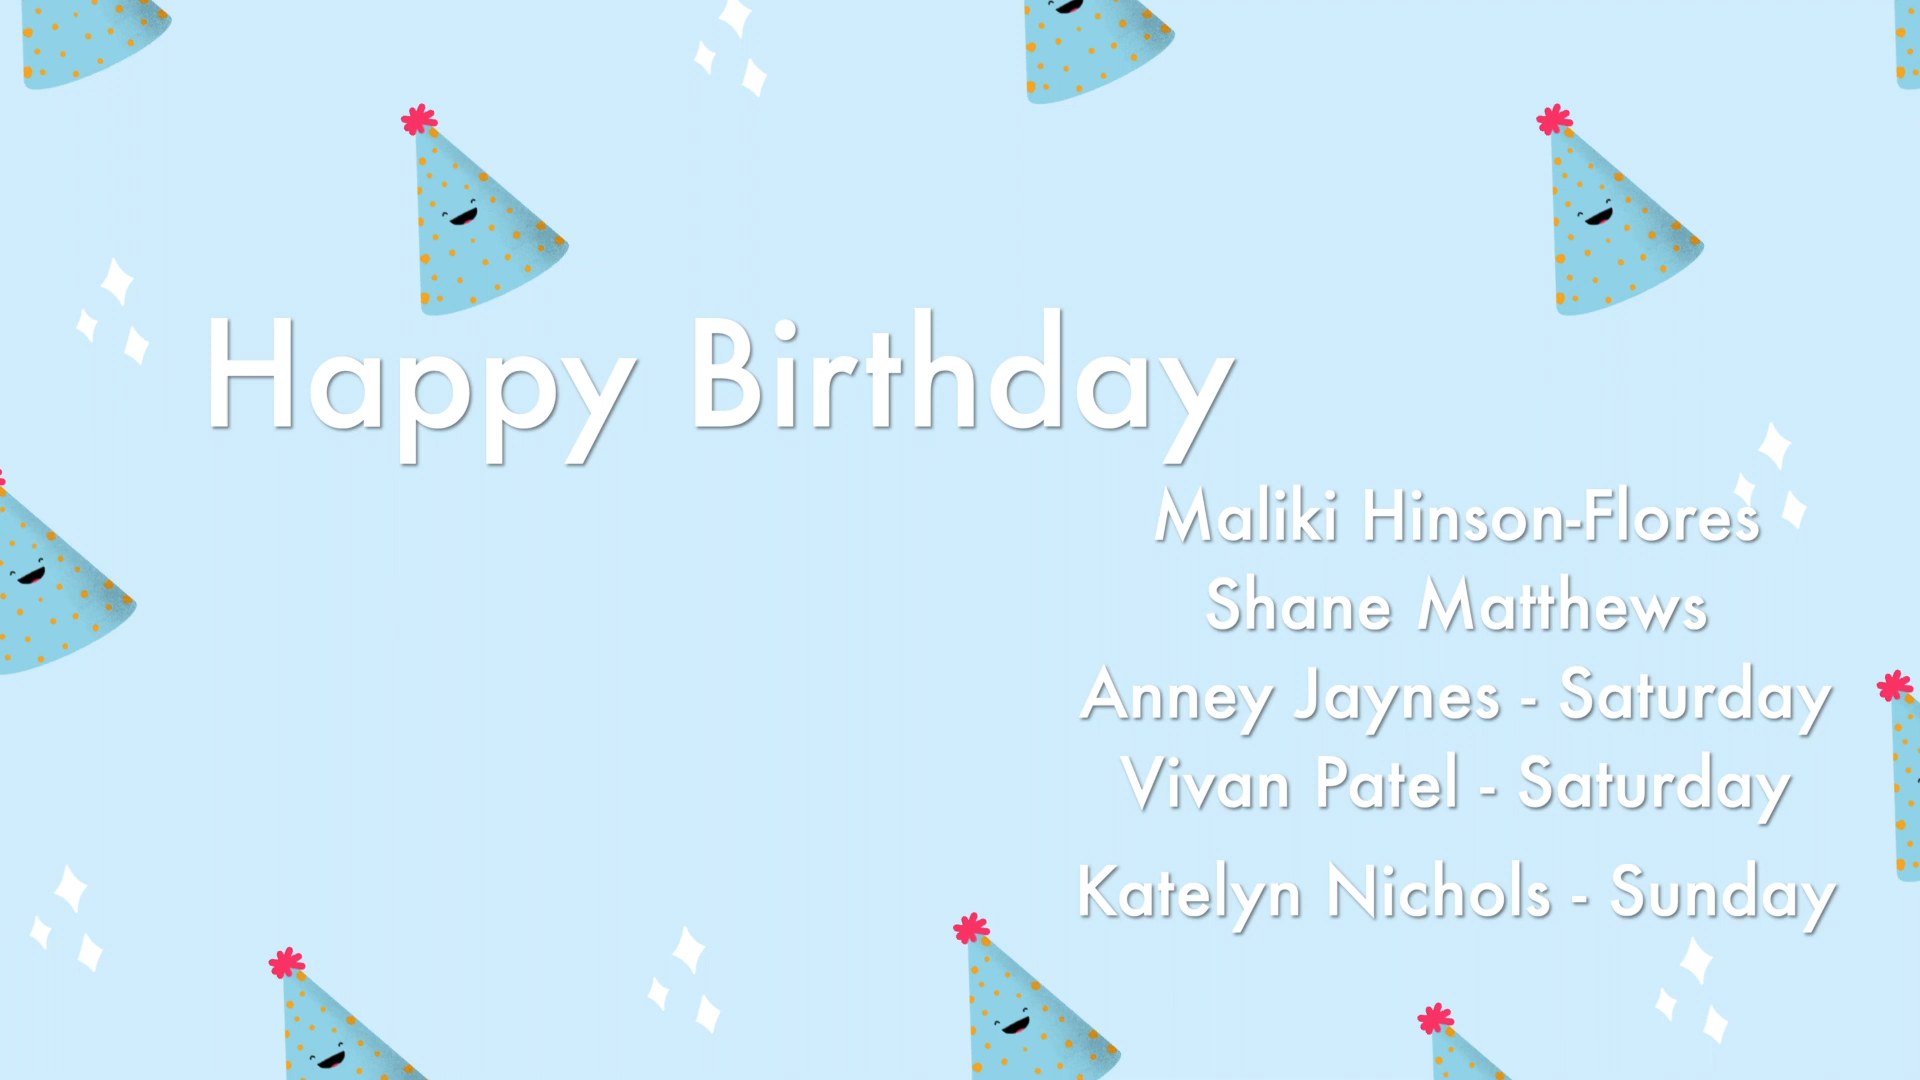 Happy Birthday
Maliki Hinson-Flores
Shane Matthews
Anney Jaynes - Saturday
Vivan Patel - Saturday
Katelyn Nichols - Sunday